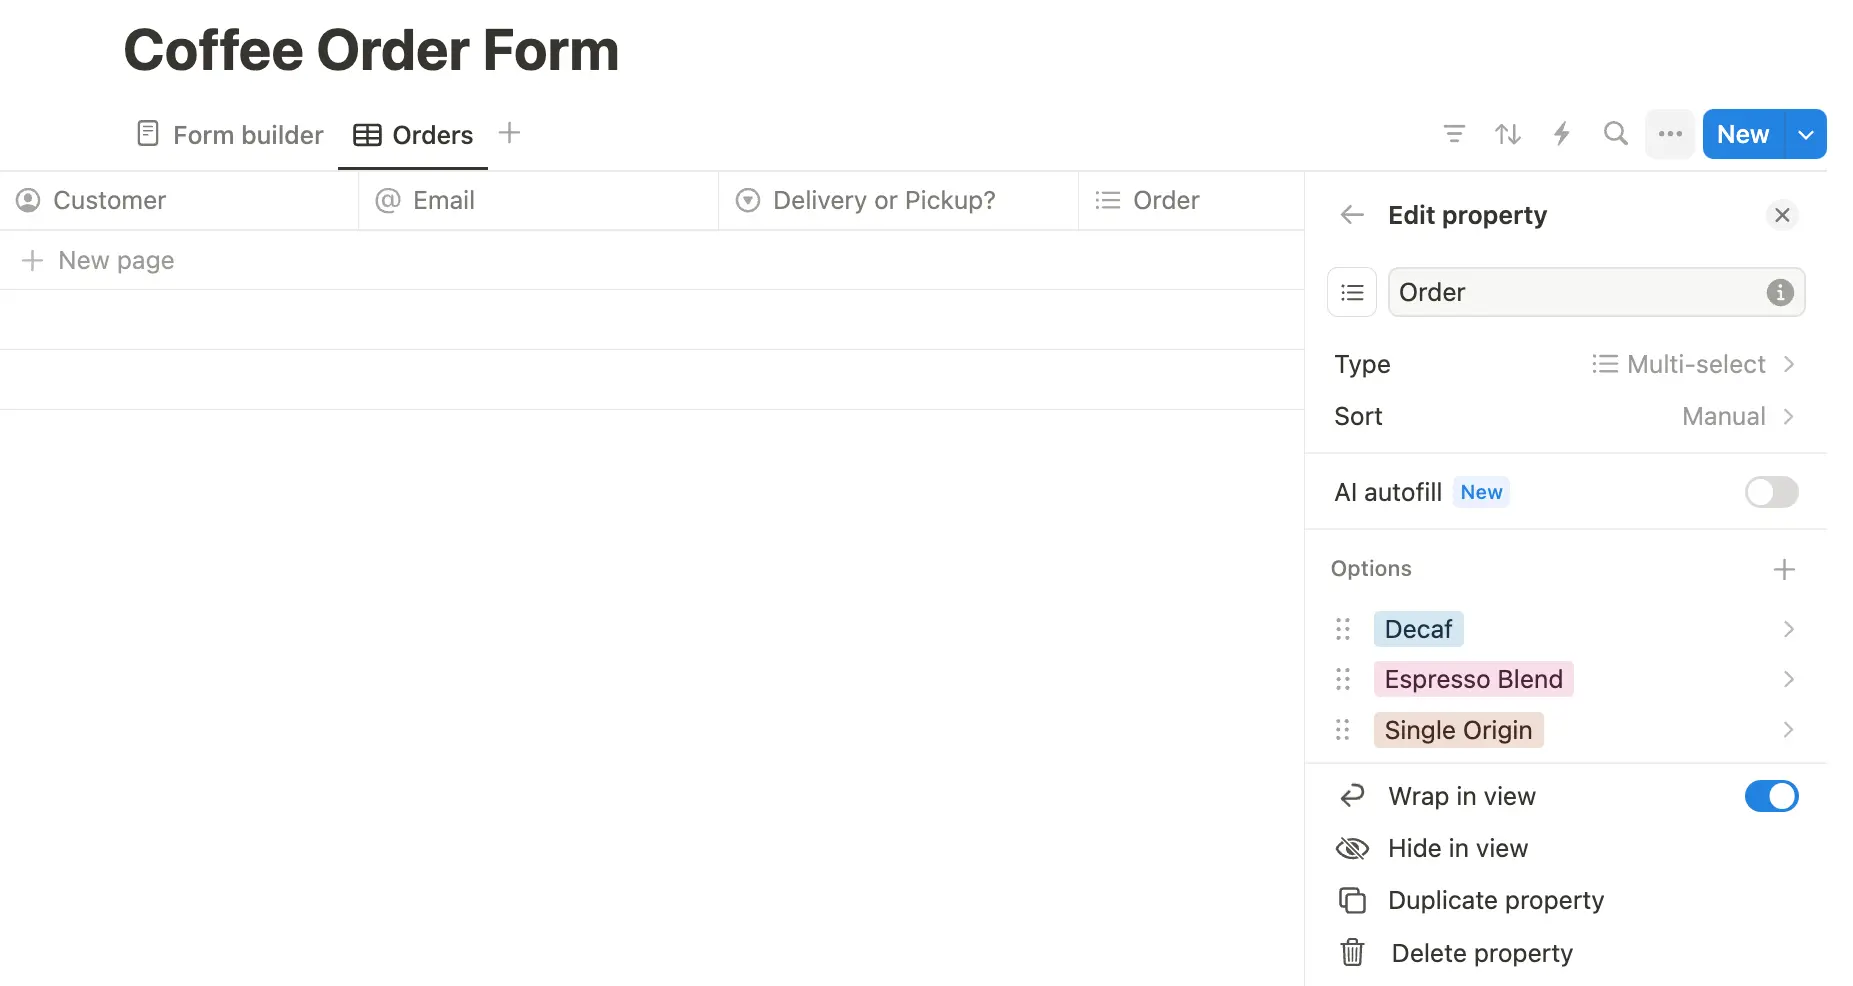 Coffee Order Form
Form builder
Orders
New
Customer
Email
Delivery or Pickup?
Order
New page
Edit property
Order
Type
Multi-select
Sort
Manual
AI autofill New
Options
Decaf
Espresso Blend
Single Origin
Wrap in view
Hide in view
Duplicate property
Delete property